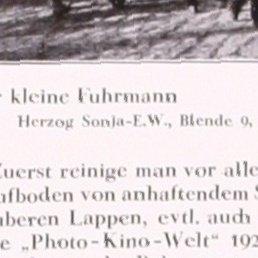 kleine Fuhrmann
Herzog Sonja-E.W., Blende 9,
Zuerst reinige man vor alle
fboden von anhaftendem S
uberen Lappen, evtl. auch
e „Photo-Kino-Welt“ 192